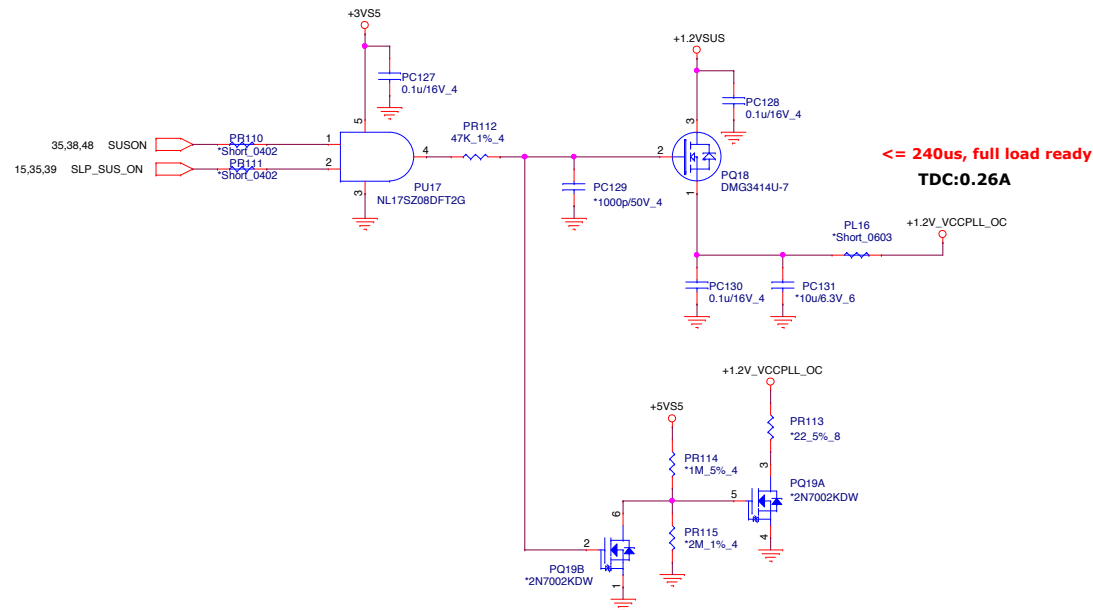 +3VS5
PC127
0.1u/16V_4
35,38,48 SUSON
PR110
*Short_0402
15,35,39 SLP_SUS_ON
PR111
*Short_0402
1
2
5
3
4
PU17
NL17SZ08DFT2G
PR112
47K_1%_4
PC129
*1000p/50V_4
+1.2VSUS
PC128
0.1u/16V_4
3
2
1
PQ18
DMG3414U-7
<= 240us, full load ready
TDC:0.26A
PL16
*Short_0603
+1.2V_VCCPLL_OC
PC130
0.1u/16V_4
PC131
*10u/6.3V_6
+1.2V_VCCPLL_OC
PR113
*22_5%_8
+5VS5
PR114
*1M_5%_4
3
5
4
PQ19A
*2N7002KDW
PR115
*2M_1%_4
6
2
1
PQ19B
*2N7002KDW